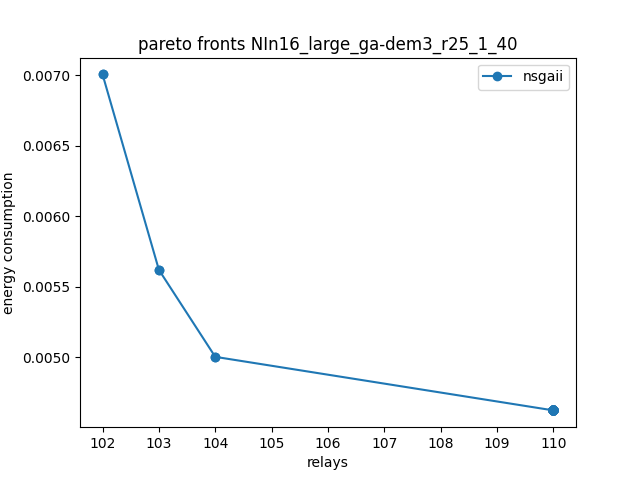 pareto fronts NIn16_large_ga-dem3_r25_1_40
nsgaii
energy consumption
0.0070
0.0065
0.0060
0.0055
0.0050
102 103 104 105 106 107 108 109 110
relays